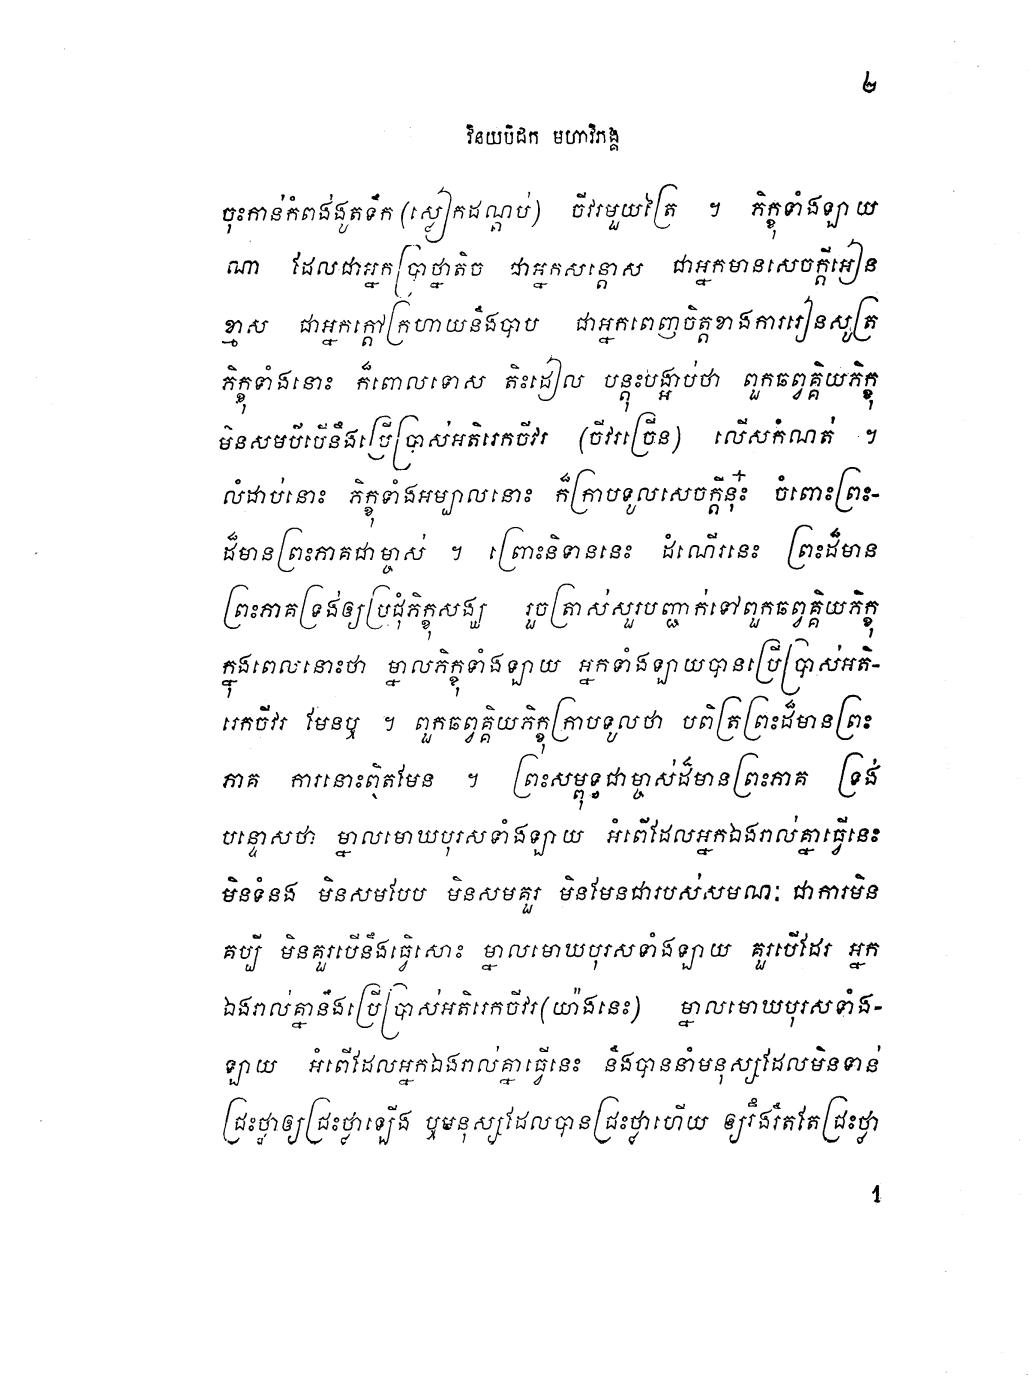 ២
វិនយបិដក មហាវិភង្គ
ចុះកាន់កំពង់ងូតទឹក (ស្លៀកដណ្តប់) ចីវរមួយត្រៃ ។ ភិក្ខុទាំងឡាយ
ណា ដែលជាអ្នកប្រាថ្នាតិច ជាអ្នកសន្តោស ជាអ្នកមានសេចក្តីអៀន
ខ្មាស ជាអ្នកក្តៅក្រហាយនឹងបាប ជាអ្នកពេញចិត្តខាងការរៀនសូត្រ
ភិក្ខុទាំងនោះ ក៏ពោលទោស តិះដៀល បន្តុះបង្អាប់ថា ពួកឆព្វគ្គិយភិក្ខុ
មិនសមបីបើនឹងប្រើប្រាស់អតិរេកចីវរ (ចីវរច្រើន) លើសកំណត់ ។
លំដាប់នោះ ភិក្ខុទាំងអម្បាលនោះ ក៏ក្រាបទូលសេចក្តីនុ៎ះ ចំពោះព្រះ-
ដ៏មានព្រះភាគជាម្ចាស់ ។ ព្រោះនិទាននេះ ដំណើរនេះ ព្រះដ៏មាន
ព្រះភាគទ្រង់ឲ្យប្រជុំភិក្ខុសង្ឃ រួចត្រាស់សួរបញ្ជាក់ទៅពួកឆព្វគ្គិយភិក្ខុ
ក្នុងពេលនោះថា ម្នាលភិក្ខុទាំងឡាយ អ្នកទាំងឡាយបានប្រើប្រាស់អតិ-
រេកចីវរ មែនឬ ។ ពួកឆព្វគ្គិយភិក្ខុក្រាបទូលថា បពិត្រព្រះដ៏មានព្រះ
ភាគ ការនោះពិតមែន ។ ព្រះសម្ពុទ្ធជាម្ចាស់ដ៏មានព្រះភាគ ទ្រង់
បន្ទោសថា ម្នាលមោឃបុរសទាំងឡាយ អំពើដែលអ្នកឯងរាល់គ្នាធ្វើនេះ
មិនទំនង មិនសមបែប មិនសមគួរ មិនមែនជារបស់សមណៈ ជាការមិន
គប្បី មិនគួរបើនឹងធ្វើសោះ ម្នាលមោឃបុរសទាំងឡាយ គួរបើដែរ អ្នក
ឯងរាល់គ្នានឹងប្រើប្រាស់អតិរេកចីវរ (យ៉ាងនេះ) ម្នាលមោឃបុរសទាំង-
ឡាយ អំពើដែលអ្នកឯងរាល់គ្នាធ្វើនេះ នឹងបាននាំមនុស្សដែលមិនទាន់
ជ្រះថ្លាឲ្យជ្រះថ្លាឡើង ឬមនុស្សដែលបានជ្រះថ្លាហើយ ឲ្យរឹងរឹតតែជ្រះថ្លា
1